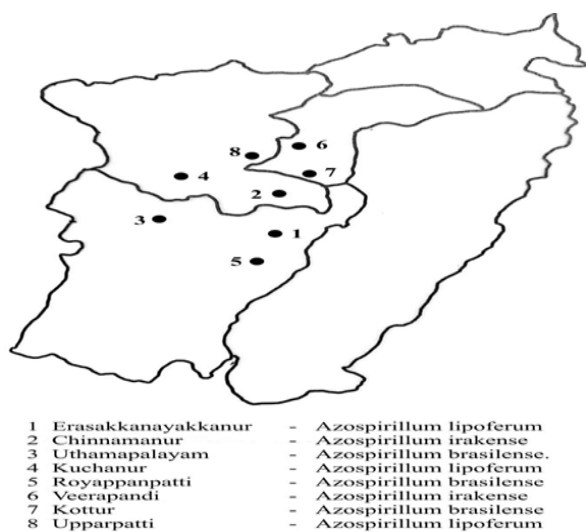 8
6
4
7
2
3
1
5
1 Erasakkanayakkanur - Azospirillum lipoferum
2 Chinnamanur - Azospirillum irakense
3 Uthamapalayam - Azospirillum brasilense.
4 Kuchanur - Azospirillum lipoferum
5 Royappanpatti - Azospirillum brasilense
6 Veerapandi - Azospirillum irakense
7 Kottur - Azospirillum brasilense
8 Upparpatti - Azospirillum lipoferum